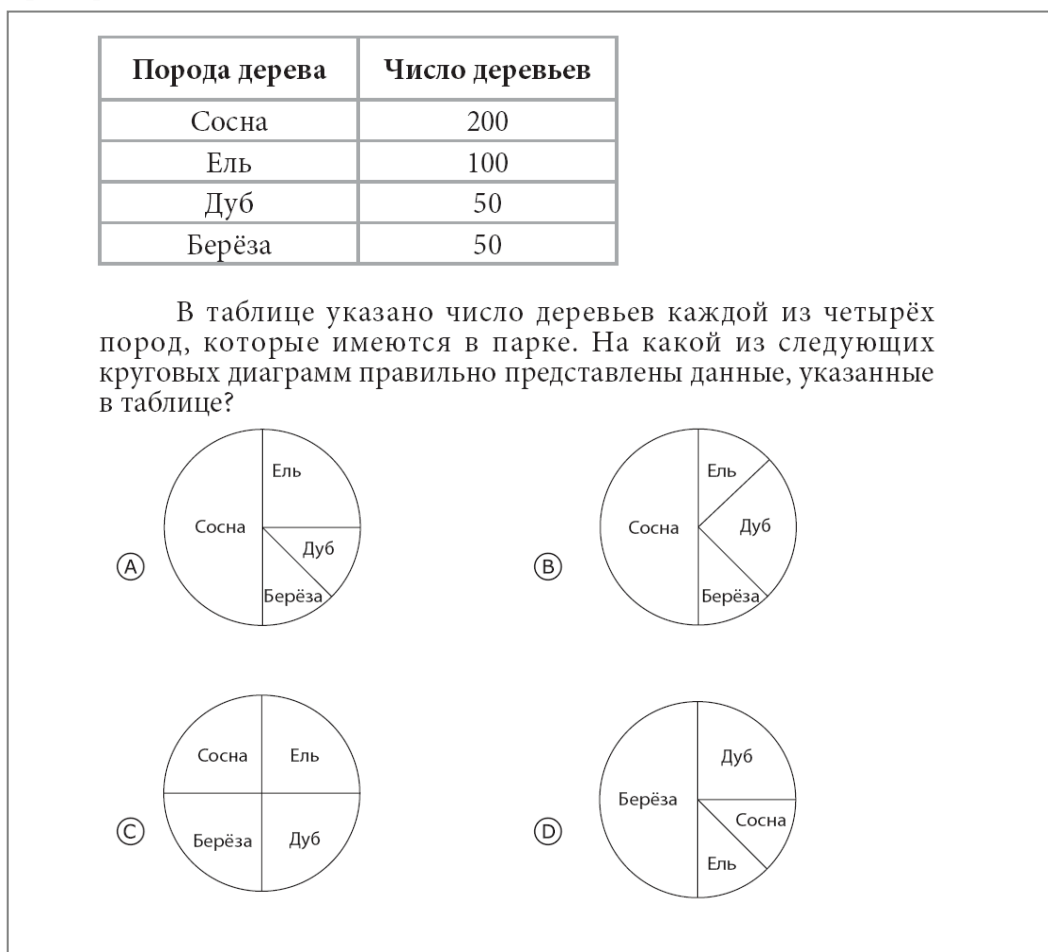 Порода дерева Число деревьев
Сосна 200
Ель 100
Дуб 50
Берёза 50
В таблице указано число деревьев каждой из четырёх
пород, которые имеются в парке. На какой из следующих
круговых диаграмм правильно представлены данные, указанные
в таблице?
Ель
Сосна
Дуб
Берёза
A
Ель
Сосна
Дуб
Берёза
B
Сосна
Ель
Берёза
Дуб
C
Дуб
Берёза
Сосна
Ель
D